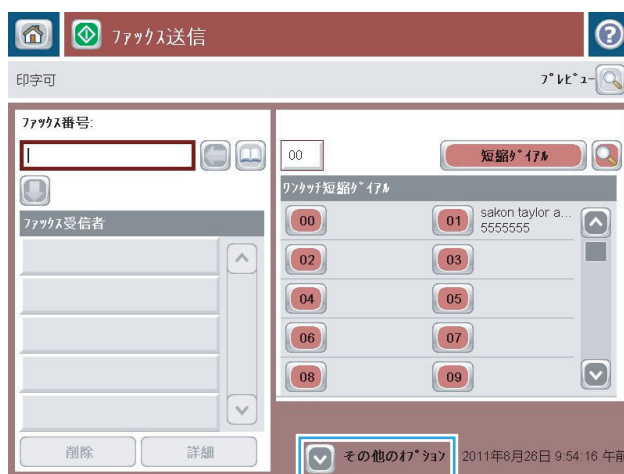 ﾌｧｯｸｽ送信
印字可
ﾌﾟﾚﾋﾞｭｰ
ﾌｧｯｸｽ番号:
00
短縮ﾀﾞｲｱﾙ
ﾜﾝﾀｯﾁ短縮ﾀﾞｲｱﾙ
ﾌｧｯｸｽ受信者
00
01
sakon taylor a...
5555555
02
03
04
05
06
07
08
09
削除
詳細
その他のｵﾌﾟｼｮﾝ
2011年8月26日 9:54:16 午前